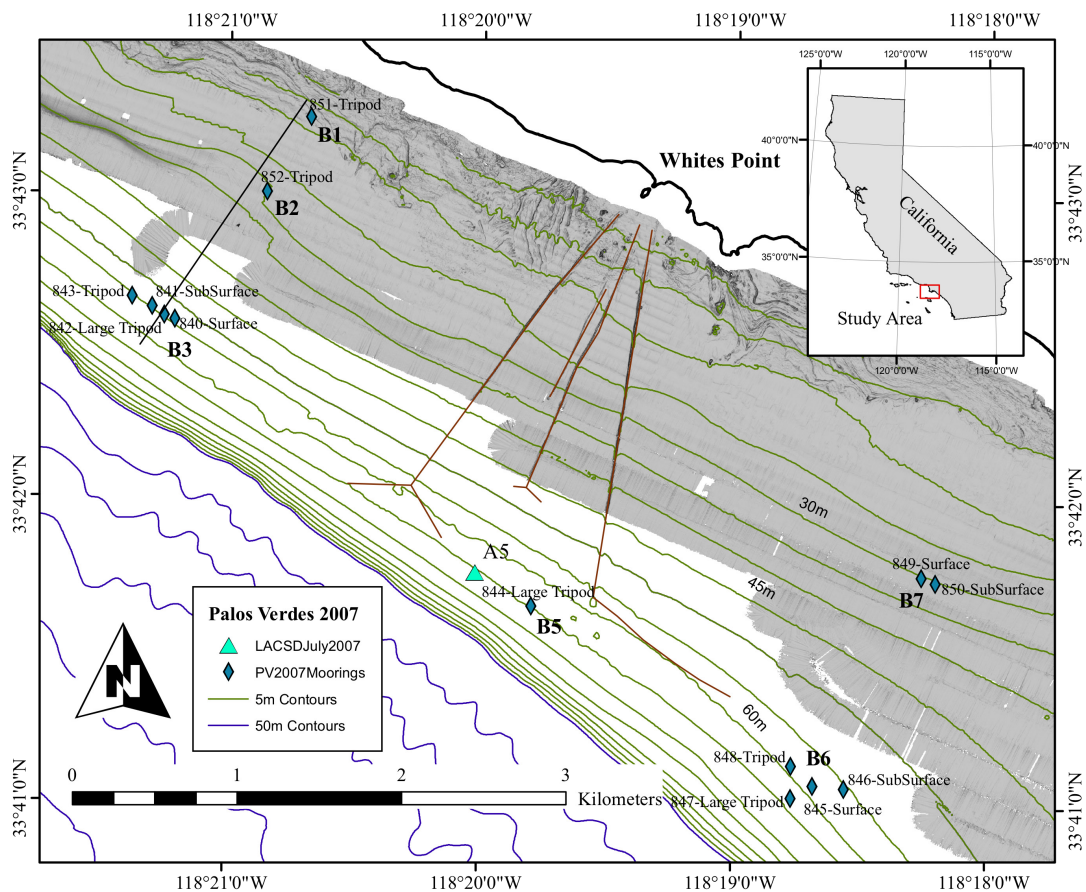 118°21'0"W 118°20'0"W 118°19'0"W 118°18'0"W
125°0'0"W 120°0'0"W 115°0'0"W
851-Tripod
B1
40°0'0"N
40°0'0"N
Whites Point
33°43'0"N
852-Tripod
B2
33°43'0"N
California
35°0'0"N
35°0'0"N
843-Tripod
841-SubSurface
842-Large Tripod
840-Surface
B3
Study Area
120°0'0"W 115°0'0"W
33°42'0"N
30m
33°42'0"N
A5
844-Large Tripod
B5
45m
849-Surface
850-SubSurface
B7
Palos Verdes 2007
LACSDJuly2007
PV2007Moorings
5m Contours
50m Contours
N
60m
848-Tripod
B6
846-SubSurface
847-Large Tripod
845-Surface
0 1 2 3
Kilometers
33°41'0"N
33°41'0"N
118°21'0"W 118°20'0"W 118°19'0"W 118°18'0"W